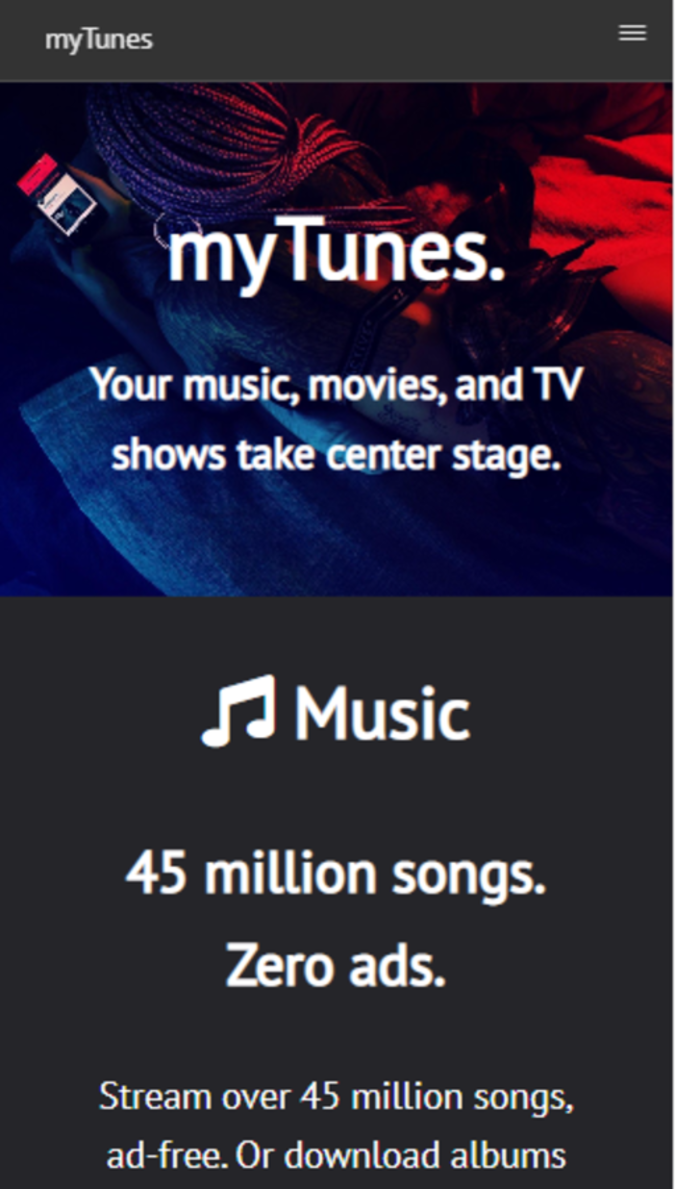 myTunes
myTunes.
Your music, movies, and TV
shows take center stage.
Music
45 million songs.
Zero ads.
Stream over 45 million songs,
ad-free. Or download albums